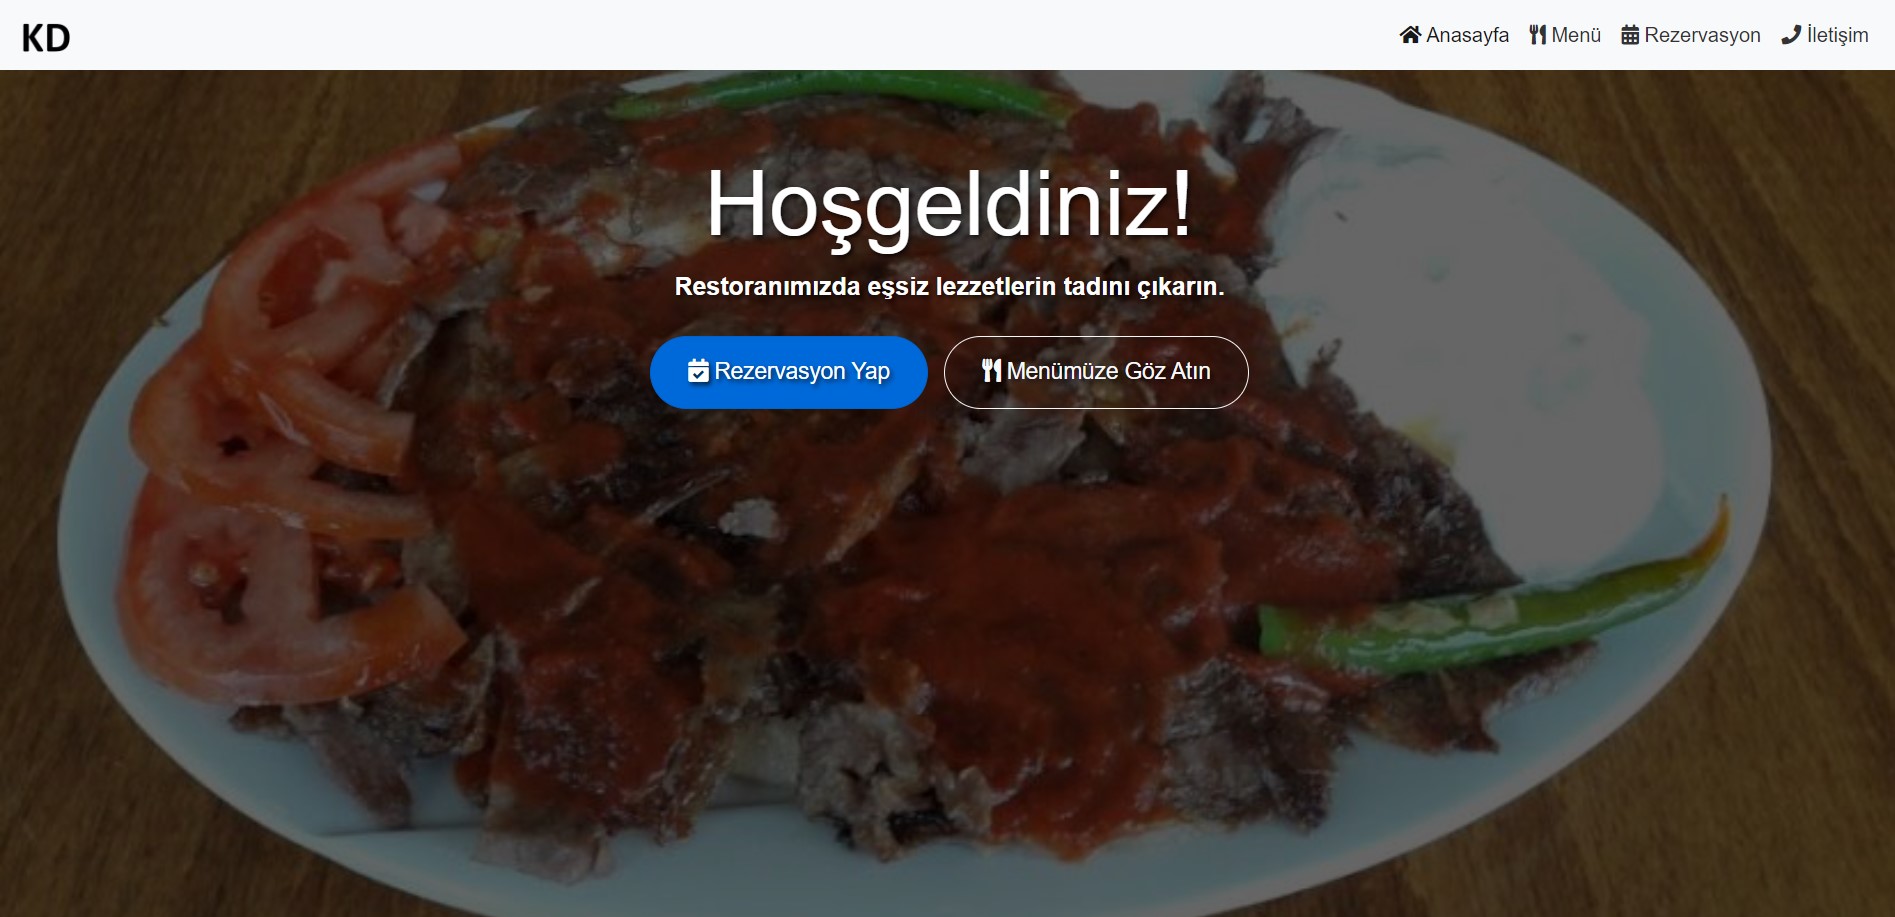 KD
Anasayfa Menü Rezervasyon İletişim
Hoşgeldiniz!
Restoranımızda eşsiz lezzetlerin tadını çıkarın.
Rezervasyon Yap Menümüze Göz Atın